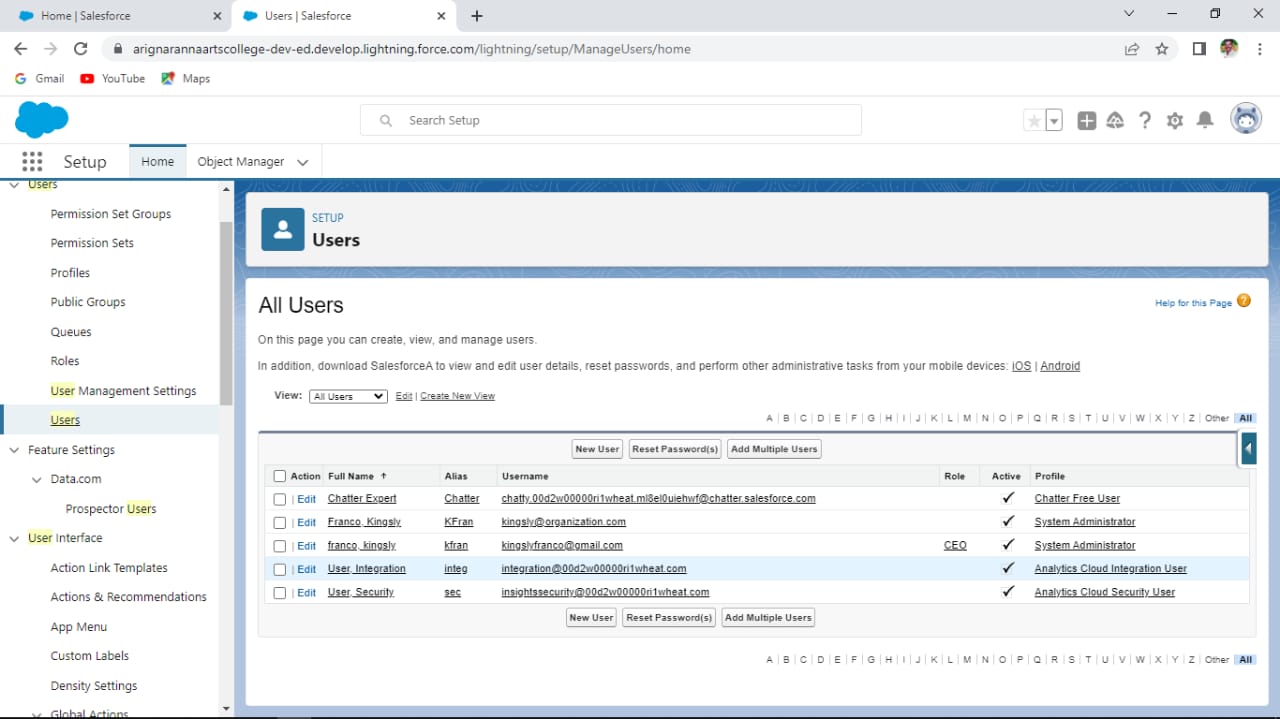 Home | Salesforce
Users | Salesforce
arignarannaartscollege-dev-ed.develop.lightning.force.com/lightning/setup/ManageUsers/home
Gmail YouTube Maps
Search Setup
Setup Home Object Manager
Users
Permission Set Groups
Permission Sets
Profiles
Public Groups
Queues
Roles
User Management Settings
Users
Feature Settings
Data.com
Prospector Users
User Interface
Action Link Templates
Actions & Recommendations
App Menu
Custom Labels
Density Settings
Global Actions
SETUP
Users
All Users
Help for this Page ?
On this page you can create, view, and manage users.
In addition, download SalesforceA to view and edit user details, reset passwords, and perform other administrative tasks from your mobile devices: iOS | Android
View: All Users Edit | Create New View
A | B | C | D | E | F | G | H | I | J | K | L | M | N | O | P | Q | R | S | T | U | V | W | X | Y | Z | Other All
New User Reset Password(s) Add Multiple Users
Action Full Name ↑ Alias Username Role Active Profile
| Edit Chatter Expert Chatter chatty.00d2w00000ri1wheat.ml8el0uiehwf@chatter.salesforce.com ✓ Chatter Free User
| Edit Franco, Kingsly KFran kingsly@organization.com ✓ System Administrator
| Edit franco, kingsly kfran kingslyfranco@gmail.com CEO ✓ System Administrator
| Edit User, Integration integ integration@00d2w00000ri1wheat.com ✓ Analytics Cloud Integration User
| Edit User, Security sec insightssecurity@00d2w00000ri1wheat.com ✓ Analytics Cloud Security User
New User Reset Password(s) Add Multiple Users
A | B | C | D | E | F | G | H | I | J | K | L | M | N | O | P | Q | R | S | T | U | V | W | X | Y | Z | Other All